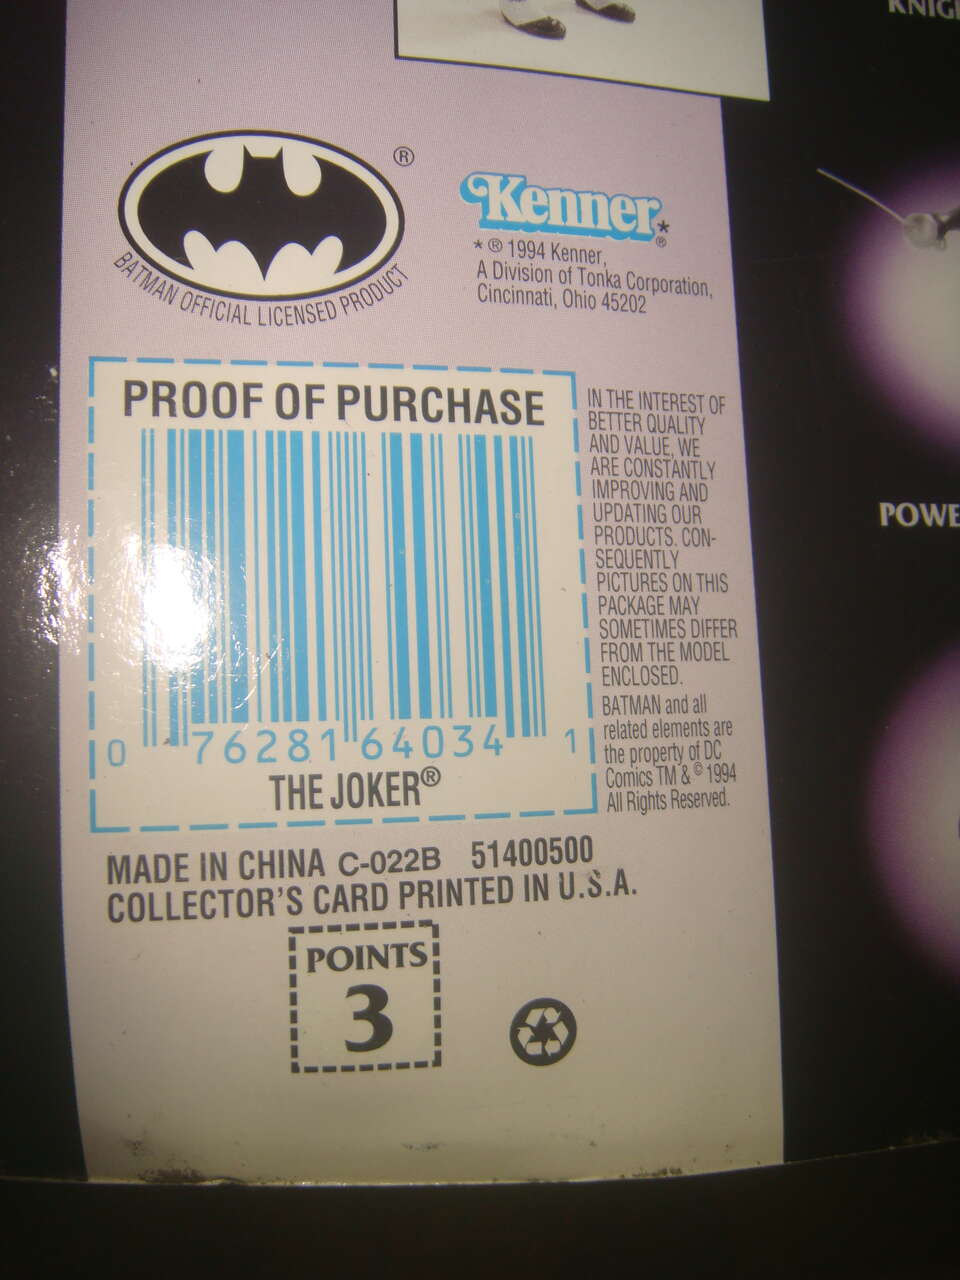 KNIG
®
BATMAN OFFICIAL LICENSED PRODUCT
Kenner*
®
* ® 1994 Kenner,
A Division of Tonka Corporation,
Cincinnati, Ohio 45202
PROOF OF PURCHASE
0 76281 64034 1
THE JOKER®
IN THE INTEREST OF
BETTER QUALITY
AND VALUE, WE
ARE CONSTANTLY
IMPROVING AND
UPDATING OUR
PRODUCTS. CON-
SEQUENTLY
PICTURES ON THIS
PACKAGE MAY
SOMETIMES DIFFER
FROM THE MODEL
ENCLOSED.
BATMAN and all
related elements are
the property of DC
Comics TM & © 1994
All Rights Reserved.
MADE IN CHINA C-022B 51400500
COLLECTOR'S CARD PRINTED IN U.S.A.
POINTS
3
POWE